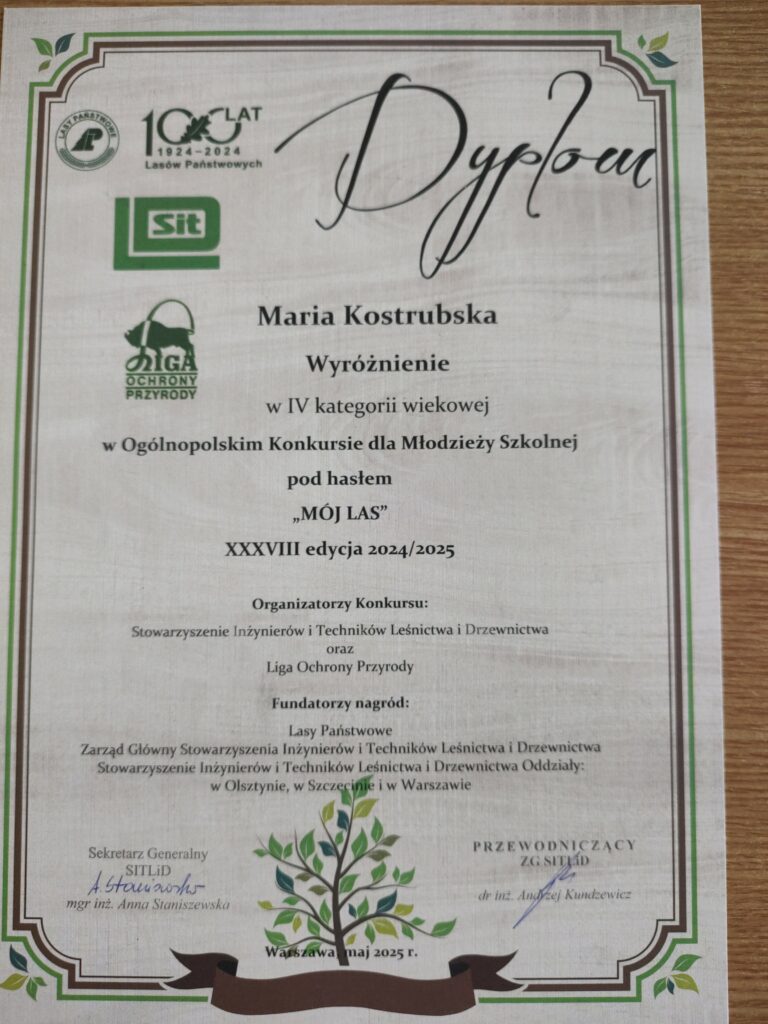 LASY PAŃSTWOWE
100 LAT
1924-2024
Lasów Państwowych
Dyplom
Sit
LIGA
OCHRONY
PRZYRODY
Maria Kostrubska
Wyróżnienie
w IV kategorii wiekowej
w Ogólnopolskim Konkursie dla Młodzieży Szkolnej
pod hasłem
„MÓJ LAS”
XXXVIII edycja 2024/2025
Organizatorzy Konkursu:
Stowarzyszenie Inżynierów i Techników Leśnictwa i Drzewnictwa
oraz
Liga Ochrony Przyrody
Fundatorzy nagród:
Lasy Państwowe
Zarząd Główny Stowarzyszenia Inżynierów i Techników Leśnictwa i Drzewnictwa
Stowarzyszenie Inżynierów i Techników Leśnictwa i Drzewnictwa Oddziały:
w Olsztynie, w Szczecinie i w Warszawie
Sekretarz Generalny
SITLiD
A. Staniszewska
mgr inż. Anna Staniszewska
PRZEWODNICZĄCY
ZG SITLiD
dr inż. Andrzej Kundzewicz
Warszawa, maj 2025 r.